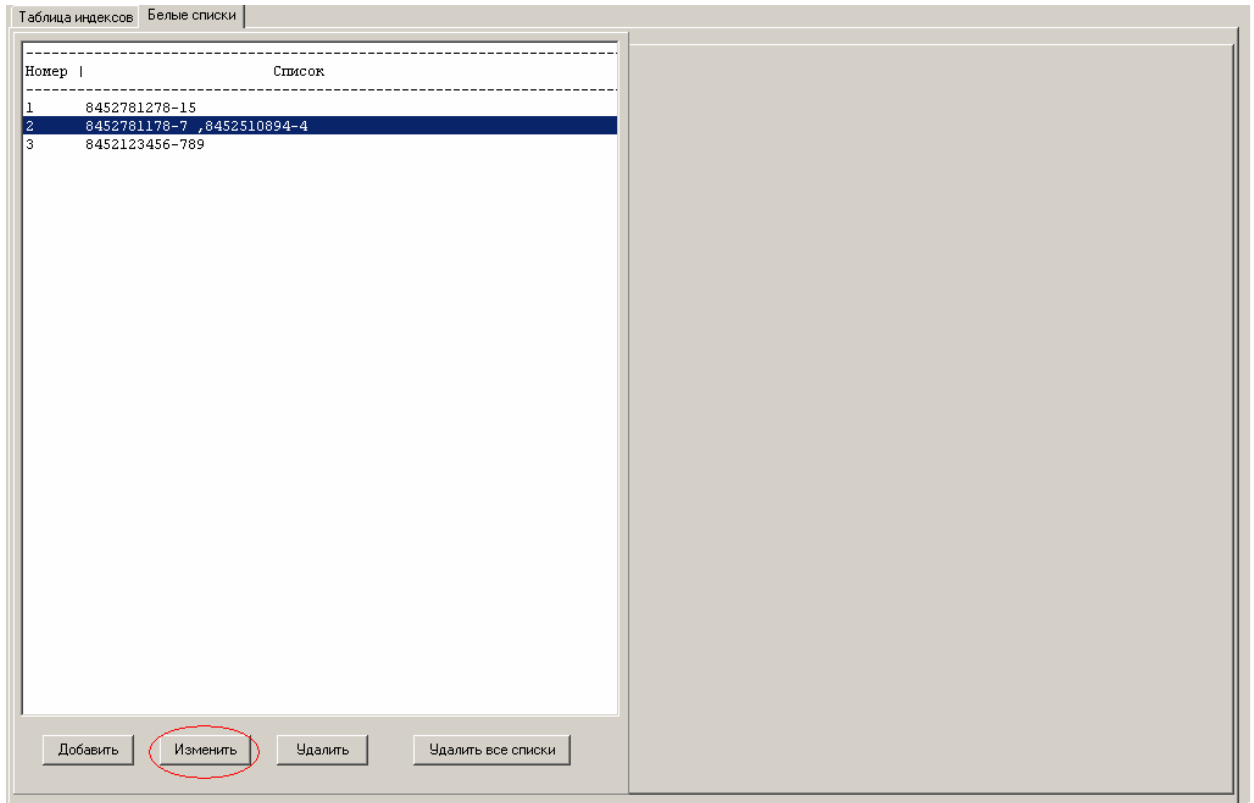 Таблица индексов Белые списки
Номер | Список
1 8452781278-15
2 8452781178-7 ,8452510894-4
3 8452123456-789
Добавить Изменить Удалить Удалить все списки